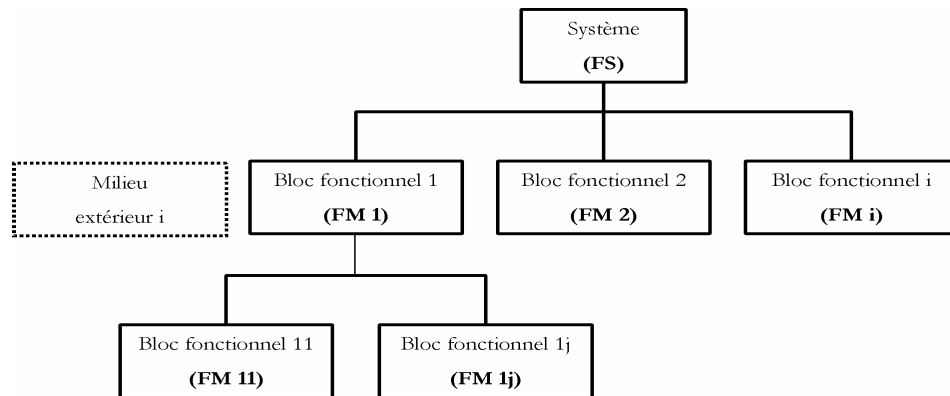 Système
(FS)
Milieu
extérieur i
Bloc fonctionnel 1
(FM 1)
Bloc fonctionnel 2
(FM 2)
Bloc fonctionnel i
(FM i)
Bloc fonctionnel 11
(FM 11)
Bloc fonctionnel 1j
(FM 1j)